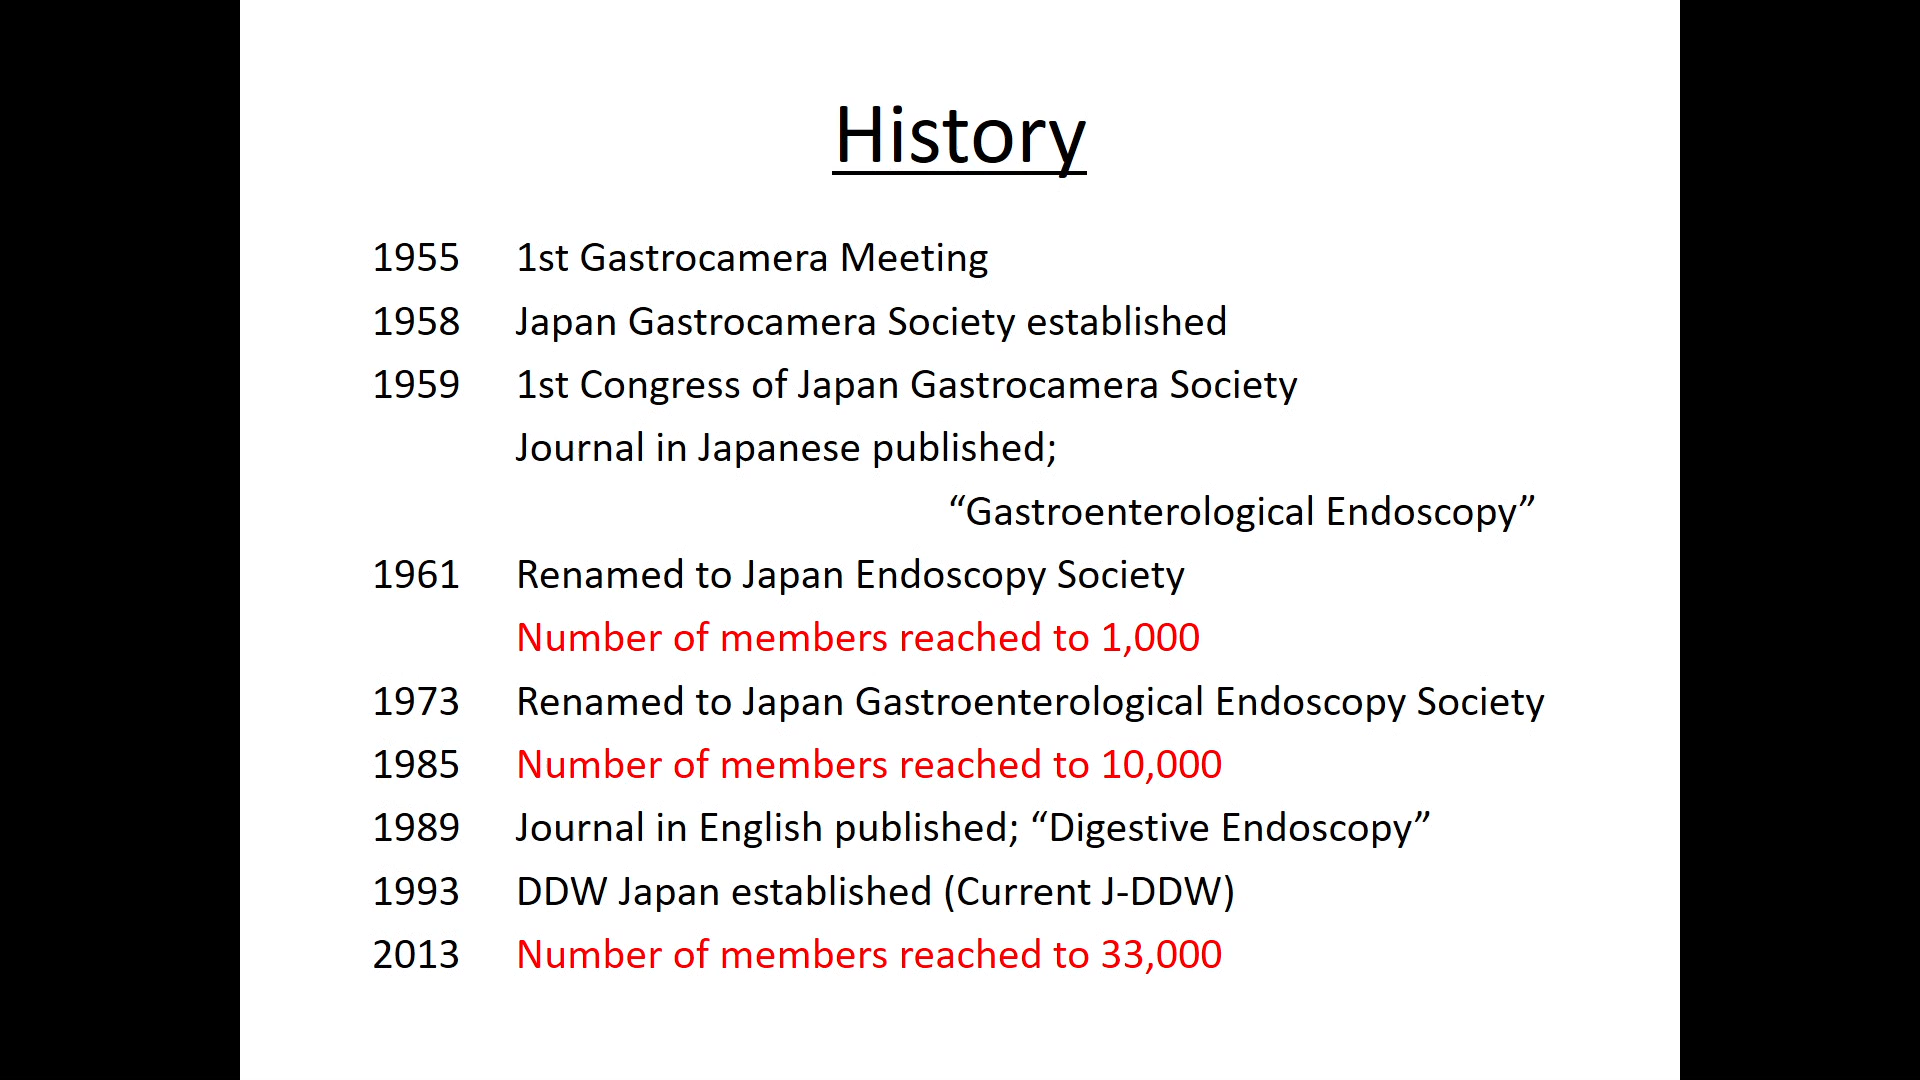 History
1955 1st Gastrocamera Meeting
1958 Japan Gastrocamera Society established
1959 1st Congress of Japan Gastrocamera Society
Journal in Japanese published;
“Gastroenterological Endoscopy”
1961 Renamed to Japan Endoscopy Society
Number of members reached to 1,000
1973 Renamed to Japan Gastroenterological Endoscopy Society
1985 Number of members reached to 10,000
1989 Journal in English published; “Digestive Endoscopy”
1993 DDW Japan established (Current J-DDW)
2013 Number of members reached to 33,000